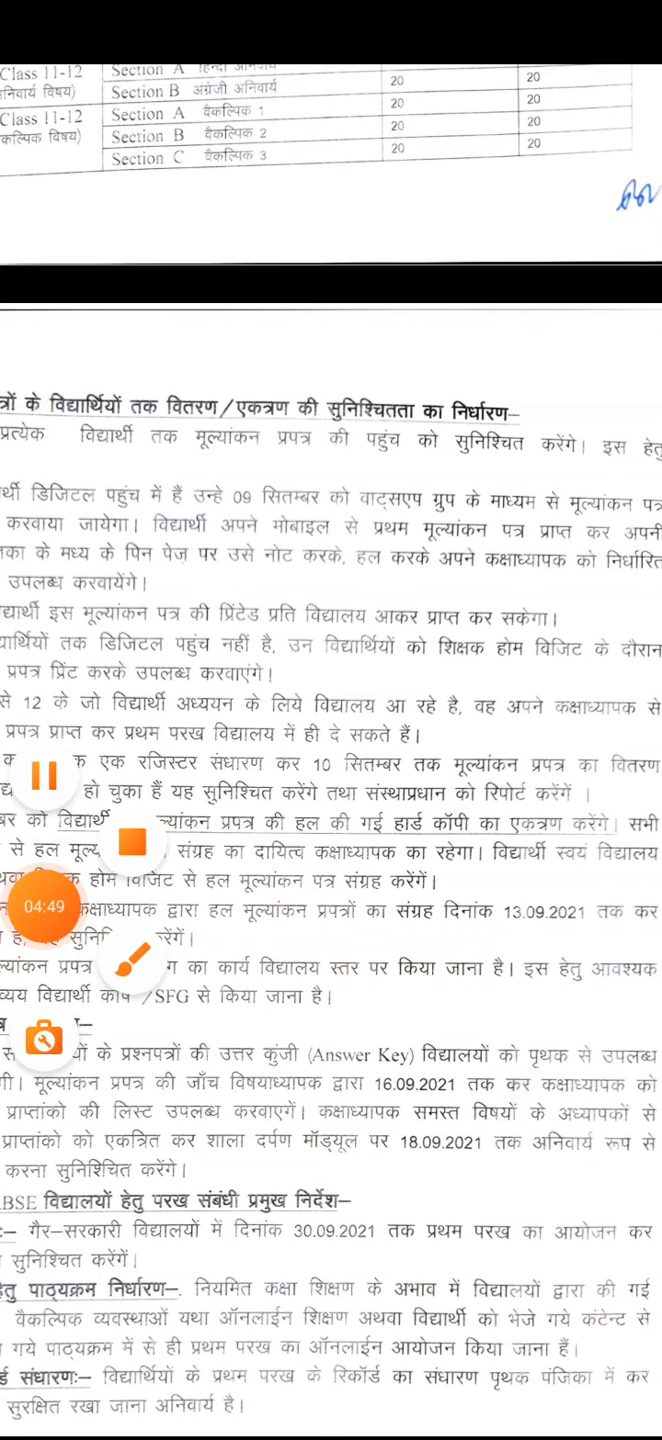 Class 11-12 Section A हिन्दी अनिवार्य
निवार्य विषय) Section B अंग्रेजी अनिवार्य 20 20
Class 11-12 Section A वैकल्पिक 1 20 20
कल्पिक विषय) Section B वैकल्पिक 2 20 20
Section C वैकल्पिक 3 20 20
त्रों के विद्यार्थियों तक वितरण/एकत्रण की सुनिश्चितता का निर्धारण–
प्रत्येक विद्यार्थी तक मूल्यांकन प्रपत्र की पहुंच को सुनिश्चित करेंगे। इस हेतु
र्थी डिजिटल पहुंच में हैं उन्हे 09 सितम्बर को वाट्सएप ग्रुप के माध्यम से मूल्यांकन पत्र
करवाया जायेगा। विद्यार्थी अपने मोबाइल से प्रथम मूल्यांकन पत्र प्राप्त कर अपनी
तका के मध्य के पिन पेज पर उसे नोट करके, हल करके अपने कक्षाध्यापक को निर्धारित
उपलब्ध करवायेंगे।
द्यार्थी इस मूल्यांकन पत्र की प्रिंटेड प्रति विद्यालय आकर प्राप्त कर सकेगा।
द्यार्थियों तक डिजिटल पहुंच नहीं है, उन विद्यार्थियों को शिक्षक होम विजिट के दौरान
प्रपत्र प्रिंट करके उपलब्ध करवाएंगे।
से 12 के जो विद्यार्थी अध्ययन के लिये विद्यालय आ रहे है, वह अपने कक्षाध्यापक से
प्रपत्र प्राप्त कर प्रथम परख विद्यालय में ही दे सकते हैं।
क एक रजिस्टर संधारण कर 10 सितम्बर तक मूल्यांकन प्रपत्र का वितरण
हो चुका हैं यह सुनिश्चित करेंगे तथा संस्थाप्रधान को रिपोर्ट करेंगें ।
बर को विद्यार्थी ल्यांकन प्रपत्र की हल की गई हार्ड कॉपी का एकत्रण करेंगे। सभी
से हल मूल्य संग्रह का दायित्व कक्षाध्यापक का रहेगा। विद्यार्थी स्वयं विद्यालय
क होम विजिट से हल मूल्यांकन पत्र संग्रह करेंगें।
04:49 कक्षाध्यापक द्वारा हल मूल्यांकन प्रपत्रों का संग्रह दिनांक 13.09.2021 तक कर
सुनि रेंगें।
ल्यांकन प्रपत्र ग का कार्य विद्यालय स्तर पर किया जाना है। इस हेतु आवश्यक
व्यय विद्यार्थी कोष /SFG से किया जाना है।
यों के प्रश्नपत्रों की उत्तर कुंजी (Answer Key) विद्यालयों को पृथक से उपलब्ध
गी। मूल्यांकन प्रपत्र की जाँच विषयाध्यापक द्वारा 16.09.2021 तक कर कक्षाध्यापक को
प्राप्तांको की लिस्ट उपलब्ध करवाएगें। कक्षाध्यापक समस्त विषयों के अध्यापकों से
प्राप्तांको को एकत्रित कर शाला दर्पण मॉड्यूल पर 18.09.2021 तक अनिवार्य रूप से
करना सुनिश्चित करेंगे।
BSE विद्यालयों हेतु परख संबंधी प्रमुख निर्देश–
:– गैर–सरकारी विद्यालयों में दिनांक 30.09.2021 तक प्रथम परख का आयोजन कर
सुनिश्चित करेंगें।
हेतु पाठ्यक्रम निर्धारण–. नियमित कक्षा शिक्षण के अभाव में विद्यालयों द्वारा की गई
वैकल्पिक व्यवस्थाओं यथा ऑनलाईन शिक्षण अथवा विद्यार्थी को भेजे गये कंटेन्ट से
गये पाठ्यक्रम में से ही प्रथम परख का ऑनलाईन आयोजन किया जाना हैं।
र्ड संधारणः– विद्यार्थियों के प्रथम परख के रिकॉर्ड का संधारण पृथक पंजिका में कर
सुरक्षित रखा जाना अनिवार्य है।